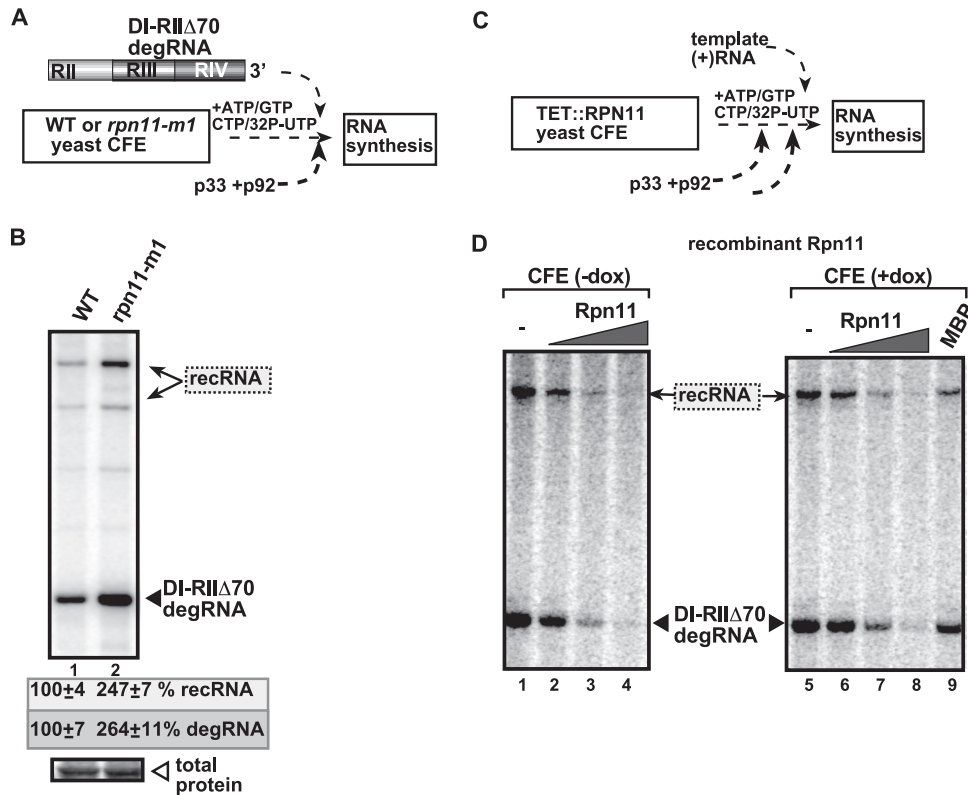 A
DI-RIIΔ70
degRNA
RII RIII RIV 3’
WT or rpn11-m1
yeast CFE
+ATP/GTP
CTP/32P-UTP
RNA
synthesis
p33 +p92
B
WT
rpn11-m1
recRNA
DI-RIIΔ70
degRNA
1 2
100±4 247±7 % recRNA
100±7 264±11% degRNA
total
protein
C
template
(+)RNA
TET::RPN11
yeast CFE
+ATP/GTP
CTP/32P-UTP
RNA
synthesis
p33 +p92
D
recombinant Rpn11
CFE (-dox)
- Rpn11
CFE (+dox)
- Rpn11 MBP
recRNA
DI-RIIΔ70
degRNA
1 2 3 4
5 6 7 8 9